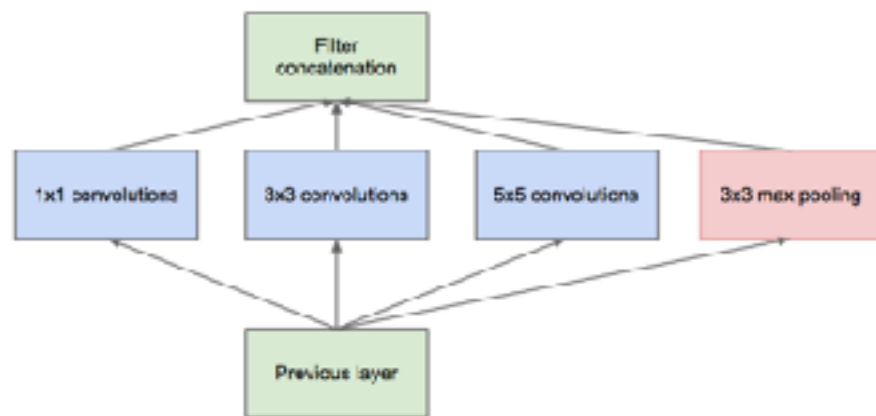 Filter
concatenation
1x1 convolutions
3x3 convolutions
5x5 convolutions
3x3 max pooling
Previous layer